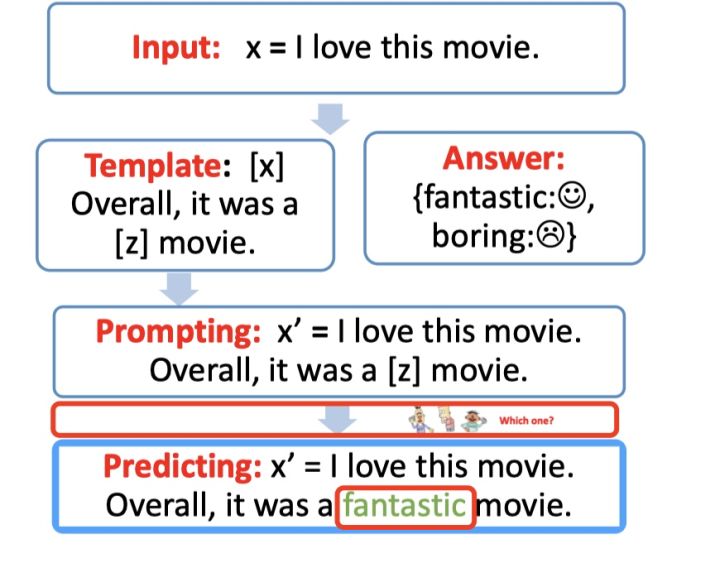 Input: x = I love this movie.
Template: [x]
Overall, it was a
[z] movie.
Answer:
{fantastic:☺,
boring:☹}
Prompting: x′ = I love this movie.
Overall, it was a [z] movie.
Which one?
Predicting: x′ = I love this movie.
Overall, it was a fantastic movie.